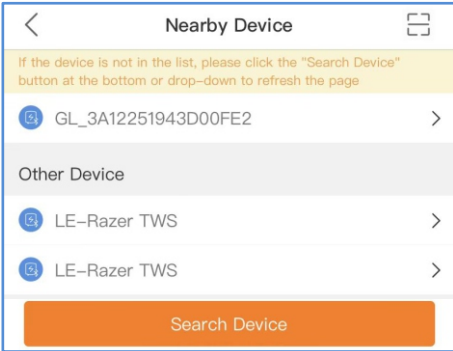 Nearby Device
If the device is not in the list, please click the "Search Device"
button at the bottom or drop-down to refresh the page
GL_3A12251943D00FE2
Other Device
LE-Razer TWS
LE-Razer TWS
Search Device